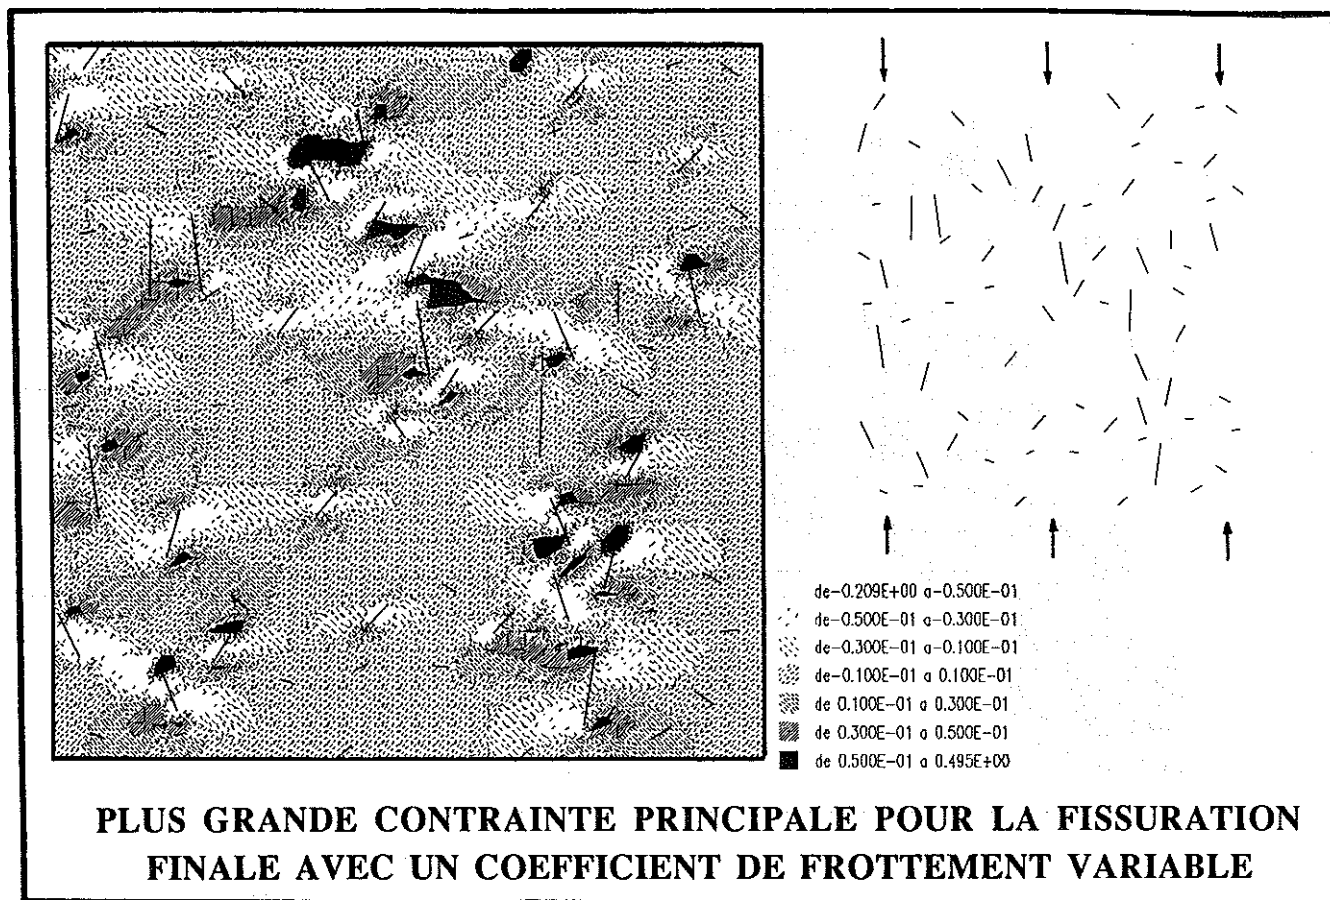 de-0.209E+00 a-0.500E-01
de-0.500E-01 a-0.300E-01
de-0.300E-01 a-0.100E-01
de-0.100E-01 a 0.100E-01
de 0.100E-01 a 0.300E-01
de 0.300E-01 a 0.500E-01
de 0.500E-01 a 0.495E+00
PLUS GRANDE CONTRAINTE PRINCIPALE POUR LA FISSURATION
FINALE AVEC UN COEFFICIENT DE FROTTEMENT VARIABLE